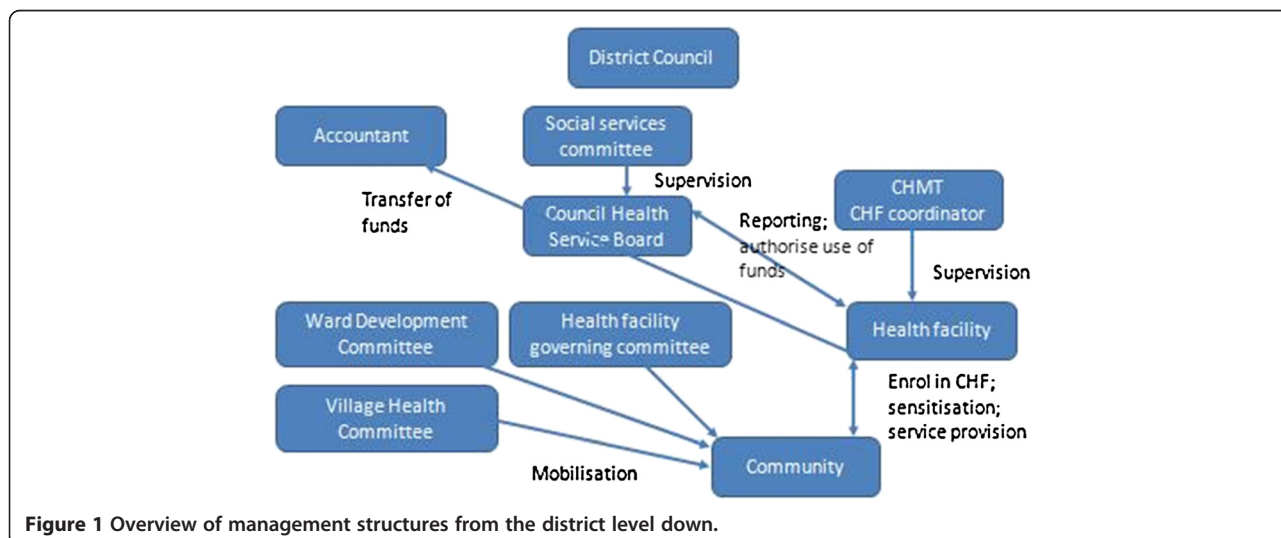 District Council
Accountant
Social services
committee
Supervision
Transfer of
funds
Council Health
Service Board
CHMT
CHF coordinator
Reporting;
authorise use of
funds
Supervision
Ward Development
Committee
Health facility
governing committee
Health facility
Village Health
Committee
Enrol in CHF;
sensitisation;
service provision
Mobilisation
Community
Figure 1 Overview of management structures from the district level down.